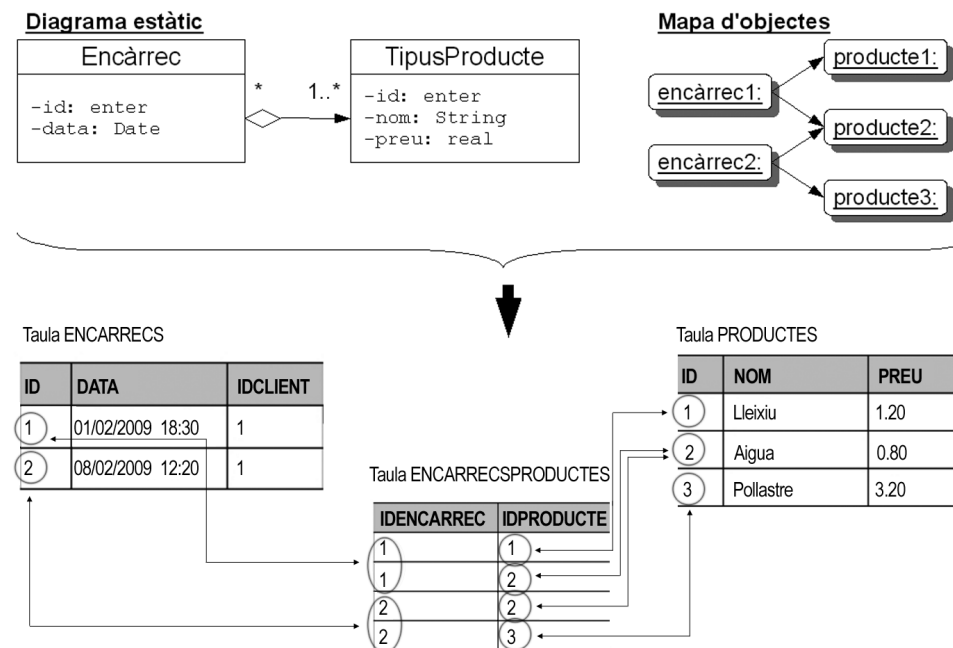 Diagrama estàtic
Mapa d'objectes
Encàrrec
-id: enter
-data: Date
*
1..*
TipusProducte
-id: enter
-nom: String
-preu: real
producte1:
encàrrec1:
producte2:
encàrrec2:
producte3:
Taula ENCARRECS
ID DATA IDCLIENT
1 01/02/2009 18:30 1
2 08/02/2009 12:20 1
Taula PRODUCTES
ID NOM PREU
1 Lleixiu 1.20
2 Aigua 0.80
3 Pollastre 3.20
Taula ENCARRECSPRODUCTES
IDENCARREC IDPRODUCTE
1 1
1 2
2 2
2 3